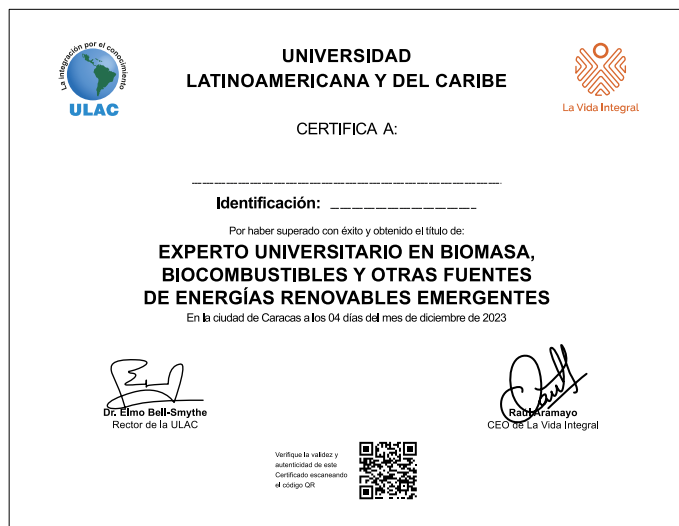 La integración por el conocimiento
ULAC
UNIVERSIDAD
LATINOAMERICANA Y DEL CARIBE
La Vida Integral
CERTIFICA A:
Identificación:
Por haber superado con éxito y obtenido el título de:
EXPERTO UNIVERSITARIO EN BIOMASA,
BIOCOMBUSTIBLES Y OTRAS FUENTES
DE ENERGÍAS RENOVABLES EMERGENTES
En la ciudad de Caracas a los 04 días del mes de diciembre de 2023
Dr. Elmo Bell-Smythe
Rector de la ULAC
Raúl Aramayo
CEO de La Vida Integral
Verifique la validez y
autenticidad de este
Certificado escaneando
el código QR